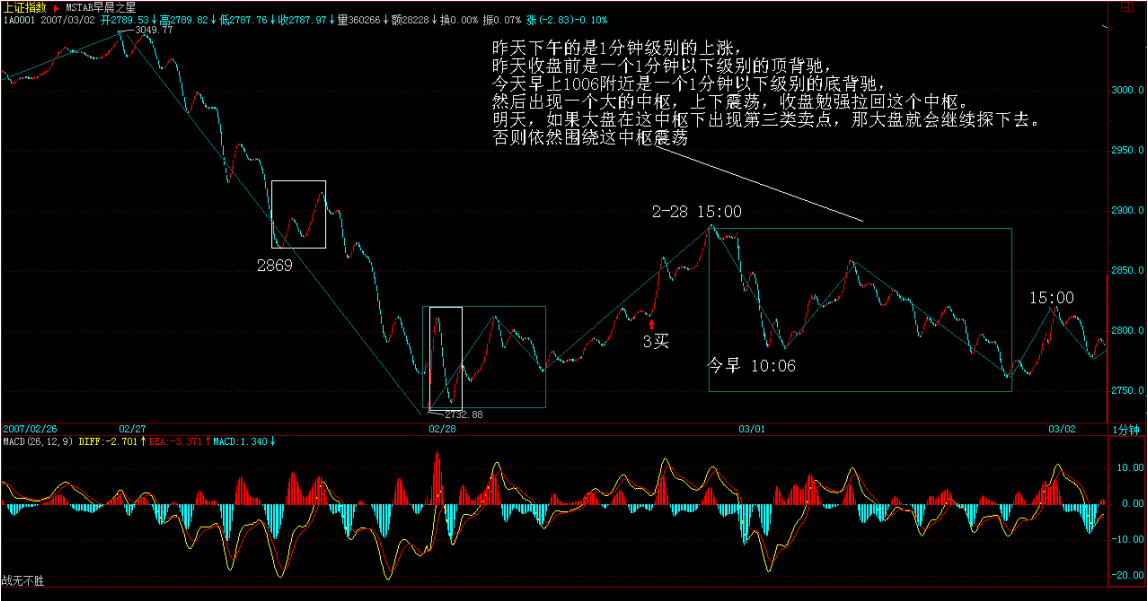 上证指数 ▶ MSTAR早晨之星
1A0001 2007/03/02 开2789.53↓高2789.82↓低2787.76↓收2787.97↓量360266↓额28228↓换0.00% 振0.07% 涨(-2.83)-0.10%
3049.77
昨天下午的是1分钟级别的上涨，
昨天收盘前是一个1分钟以下级别的顶背驰，
今天早上1006附近是一个1分钟以下级别的底背驰，
然后出现一个大的中枢，上下震荡，收盘勉强拉回这个中枢。
明天，如果大盘在这中枢下出现第三类卖点，那大盘就会继续探下去。
否则依然围绕这中枢震荡
3000.0
2950.0
2900.0
2-28 15:00
2869
2850.0
15:00
2800.0
3买
今早 10:06
2750.0
2732.88
2007/02/26 02/27 02/28 03/01 03/02 1分钟
MACD(26,12,9) DIFF:-2.701↑DEA:-3.371↑MACD:1.340↓
10.00
0.00
-10.00
-20.00
战无不胜